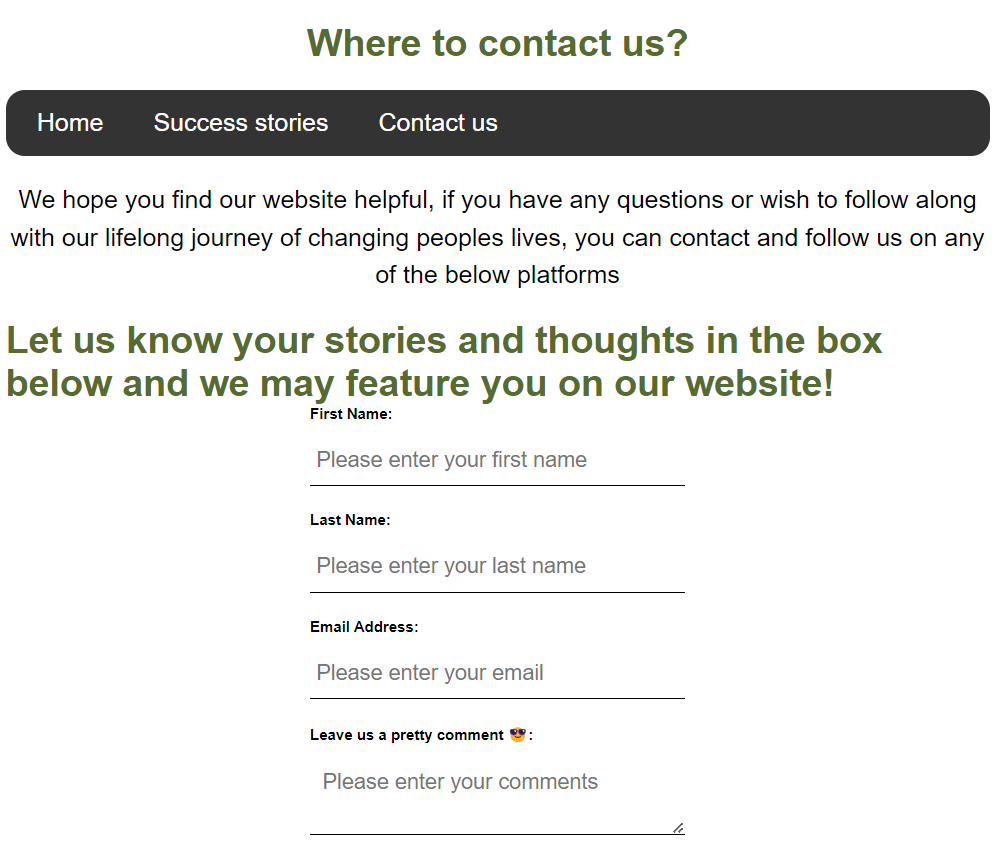 Where to contact us?
Home Success stories Contact us
We hope you find our website helpful, if you have any questions or wish to follow along
with our lifelong journey of changing peoples lives, you can contact and follow us on any
of the below platforms
Let us know your stories and thoughts in the box
below and we may feature you on our website!
First Name:
Please enter your first name
Last Name:
Please enter your last name
Email Address:
Please enter your email
Leave us a pretty comment 😎:
Please enter your comments